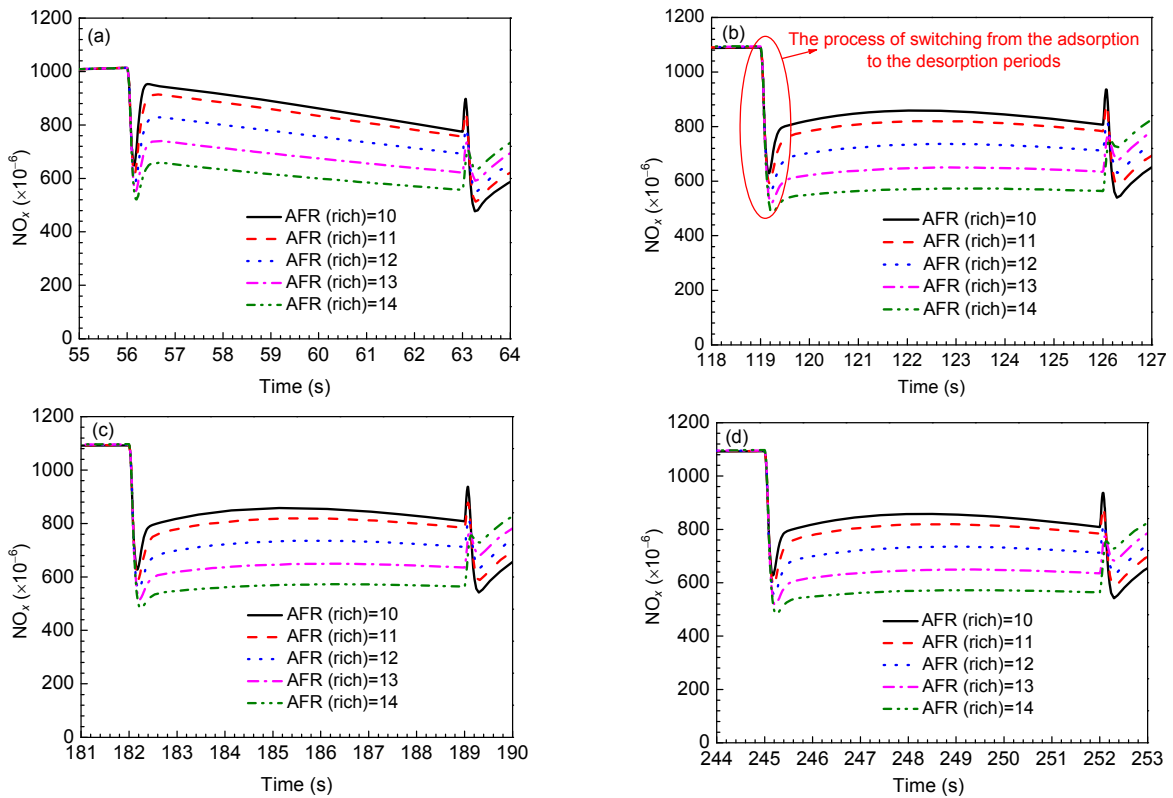 (a)
1200
1000
800
600
400
200
0
NOx (×10⁻⁶)
AFR (rich)=10
AFR (rich)=11
AFR (rich)=12
AFR (rich)=13
AFR (rich)=14
55 56 57 58 59 60 61 62 63 64
Time (s)
(b)
The process of switching from the adsorption
to the desorption periods
1200
1000
800
600
400
200
0
NOx (×10⁻⁶)
AFR (rich)=10
AFR (rich)=11
AFR (rich)=12
AFR (rich)=13
AFR (rich)=14
118 119 120 121 122 123 124 125 126 127
Time (s)
(c)
1200
1000
800
600
400
200
0
NOx (×10⁻⁶)
AFR (rich)=10
AFR (rich)=11
AFR (rich)=12
AFR (rich)=13
AFR (rich)=14
181 182 183 184 185 186 187 188 189 190
Time (s)
(d)
1200
1000
800
600
400
200
0
NOx (×10⁻⁶)
AFR (rich)=10
AFR (rich)=11
AFR (rich)=12
AFR (rich)=13
AFR (rich)=14
244 245 246 247 248 249 250 251 252 253
Time (s)